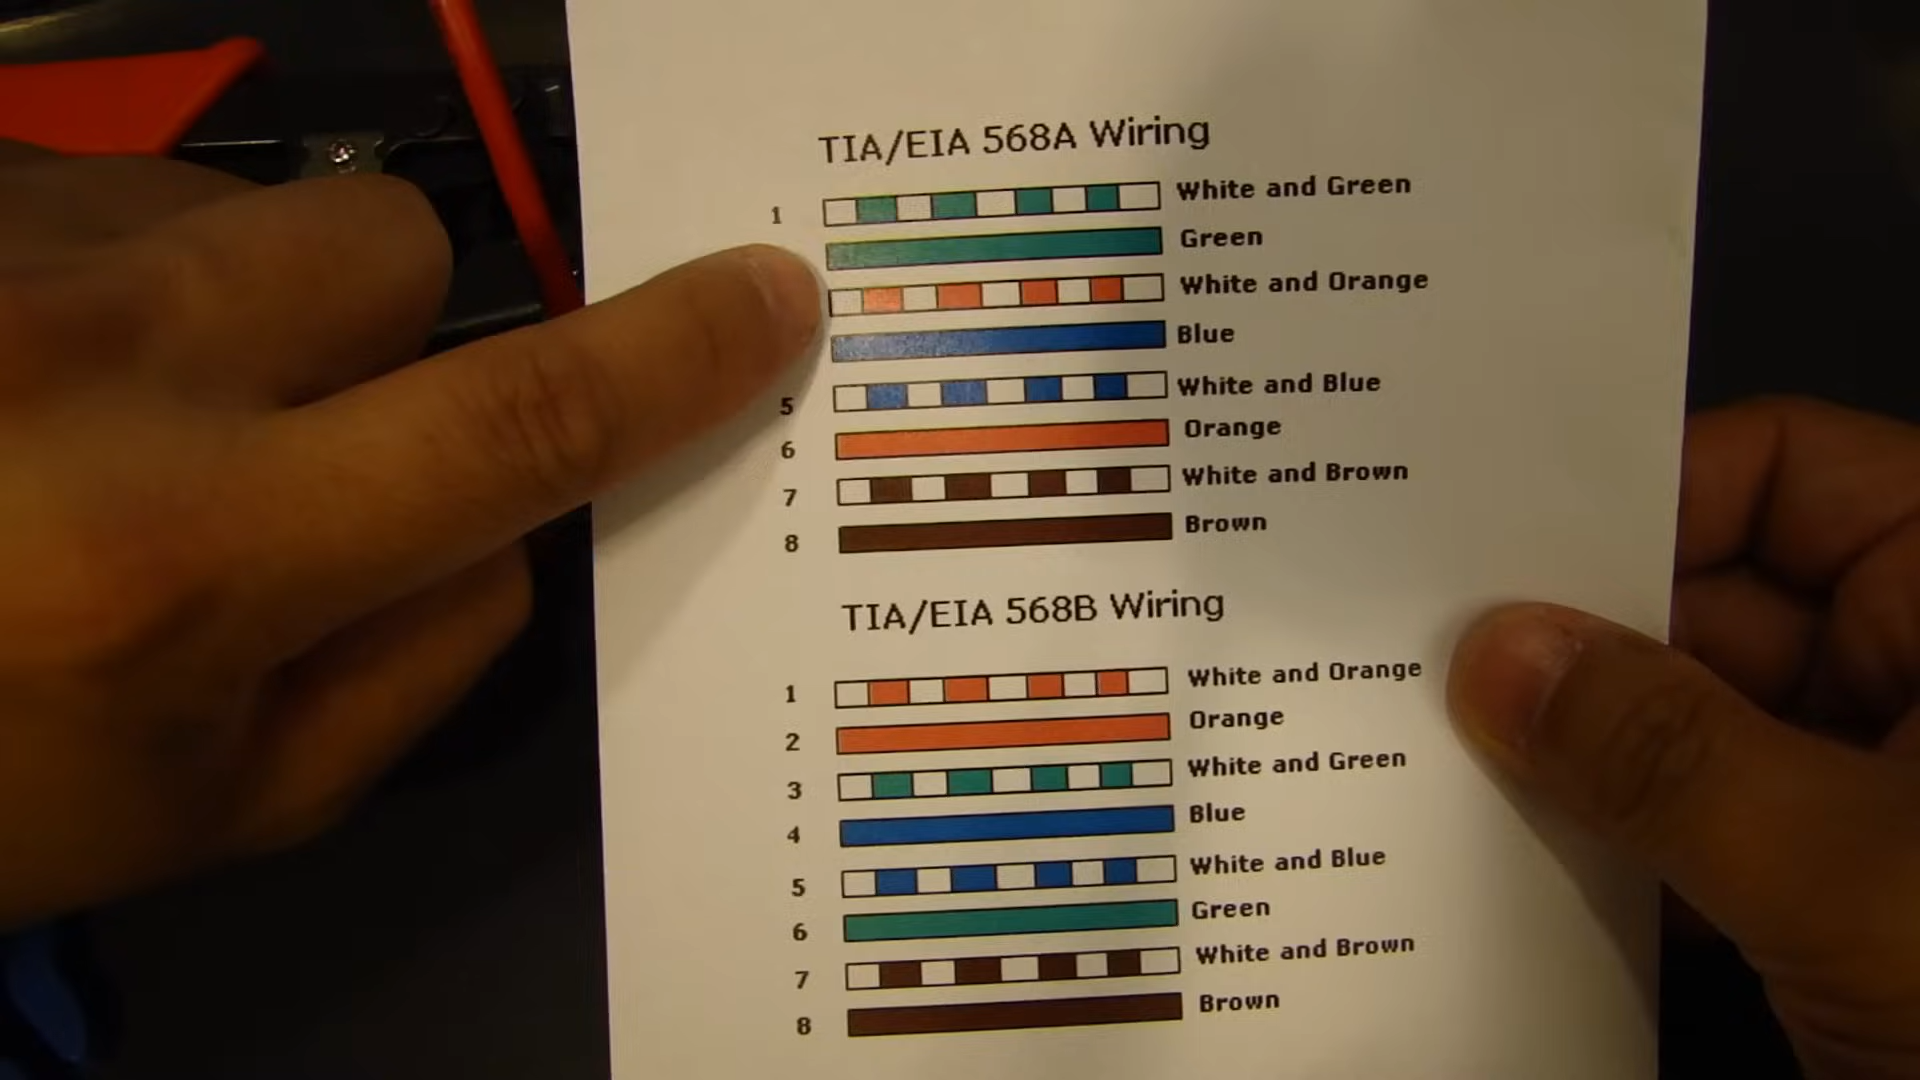 TIA/EIA 568A Wiring
1 White and Green
Green
White and Orange
Blue
5 White and Blue
6 Orange
7 White and Brown
8 Brown
TIA/EIA 568B Wiring
1 White and Orange
2 Orange
3 White and Green
4 Blue
5 White and Blue
6 Green
7 White and Brown
8 Brown